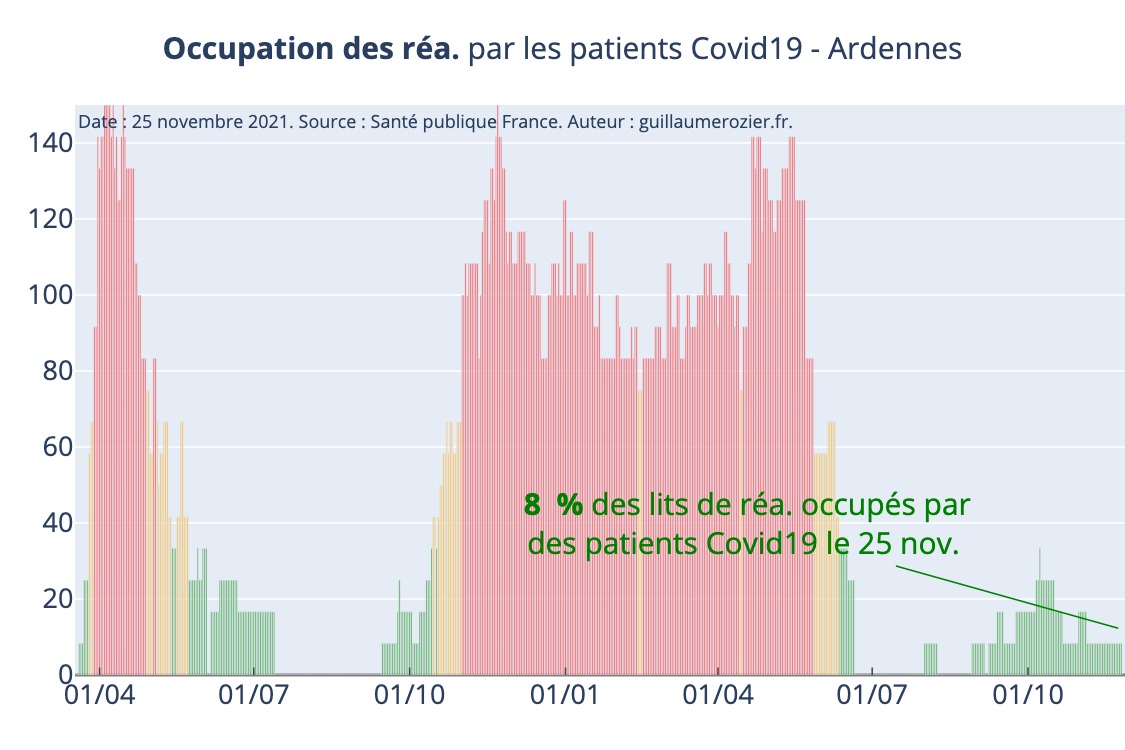 Occupation des réa. par les patients Covid19 - Ardennes
Date : 25 novembre 2021. Source : Santé publique France. Auteur : guillaumerozier.fr.
140
120
100
80
60
40
20
0
8 % des lits de réa. occupés par
des patients Covid19 le 25 nov.
01/04 01/07 01/10 01/01 01/04 01/07 01/10